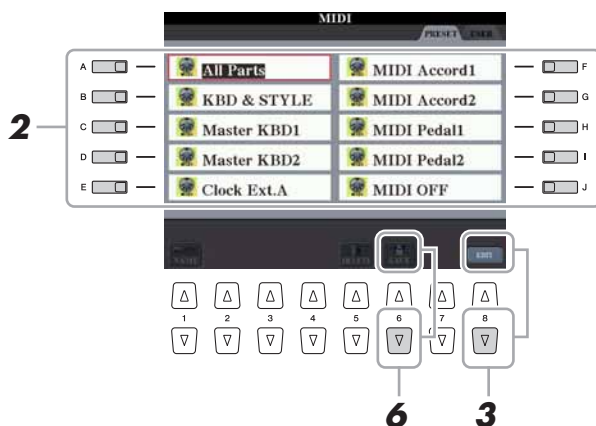 MIDI
PRESET USER
A All Parts MIDI Accord1 F
B KBD & STYLE MIDI Accord2 G
2 C Master KBD1 MIDI Pedal1 H
D Master KBD2 MIDI Pedal2 I
E Clock Ext.A MIDI OFF J
NAME DELETE SAVE EDIT
1 2 3 4 5 6 7 8
6 3